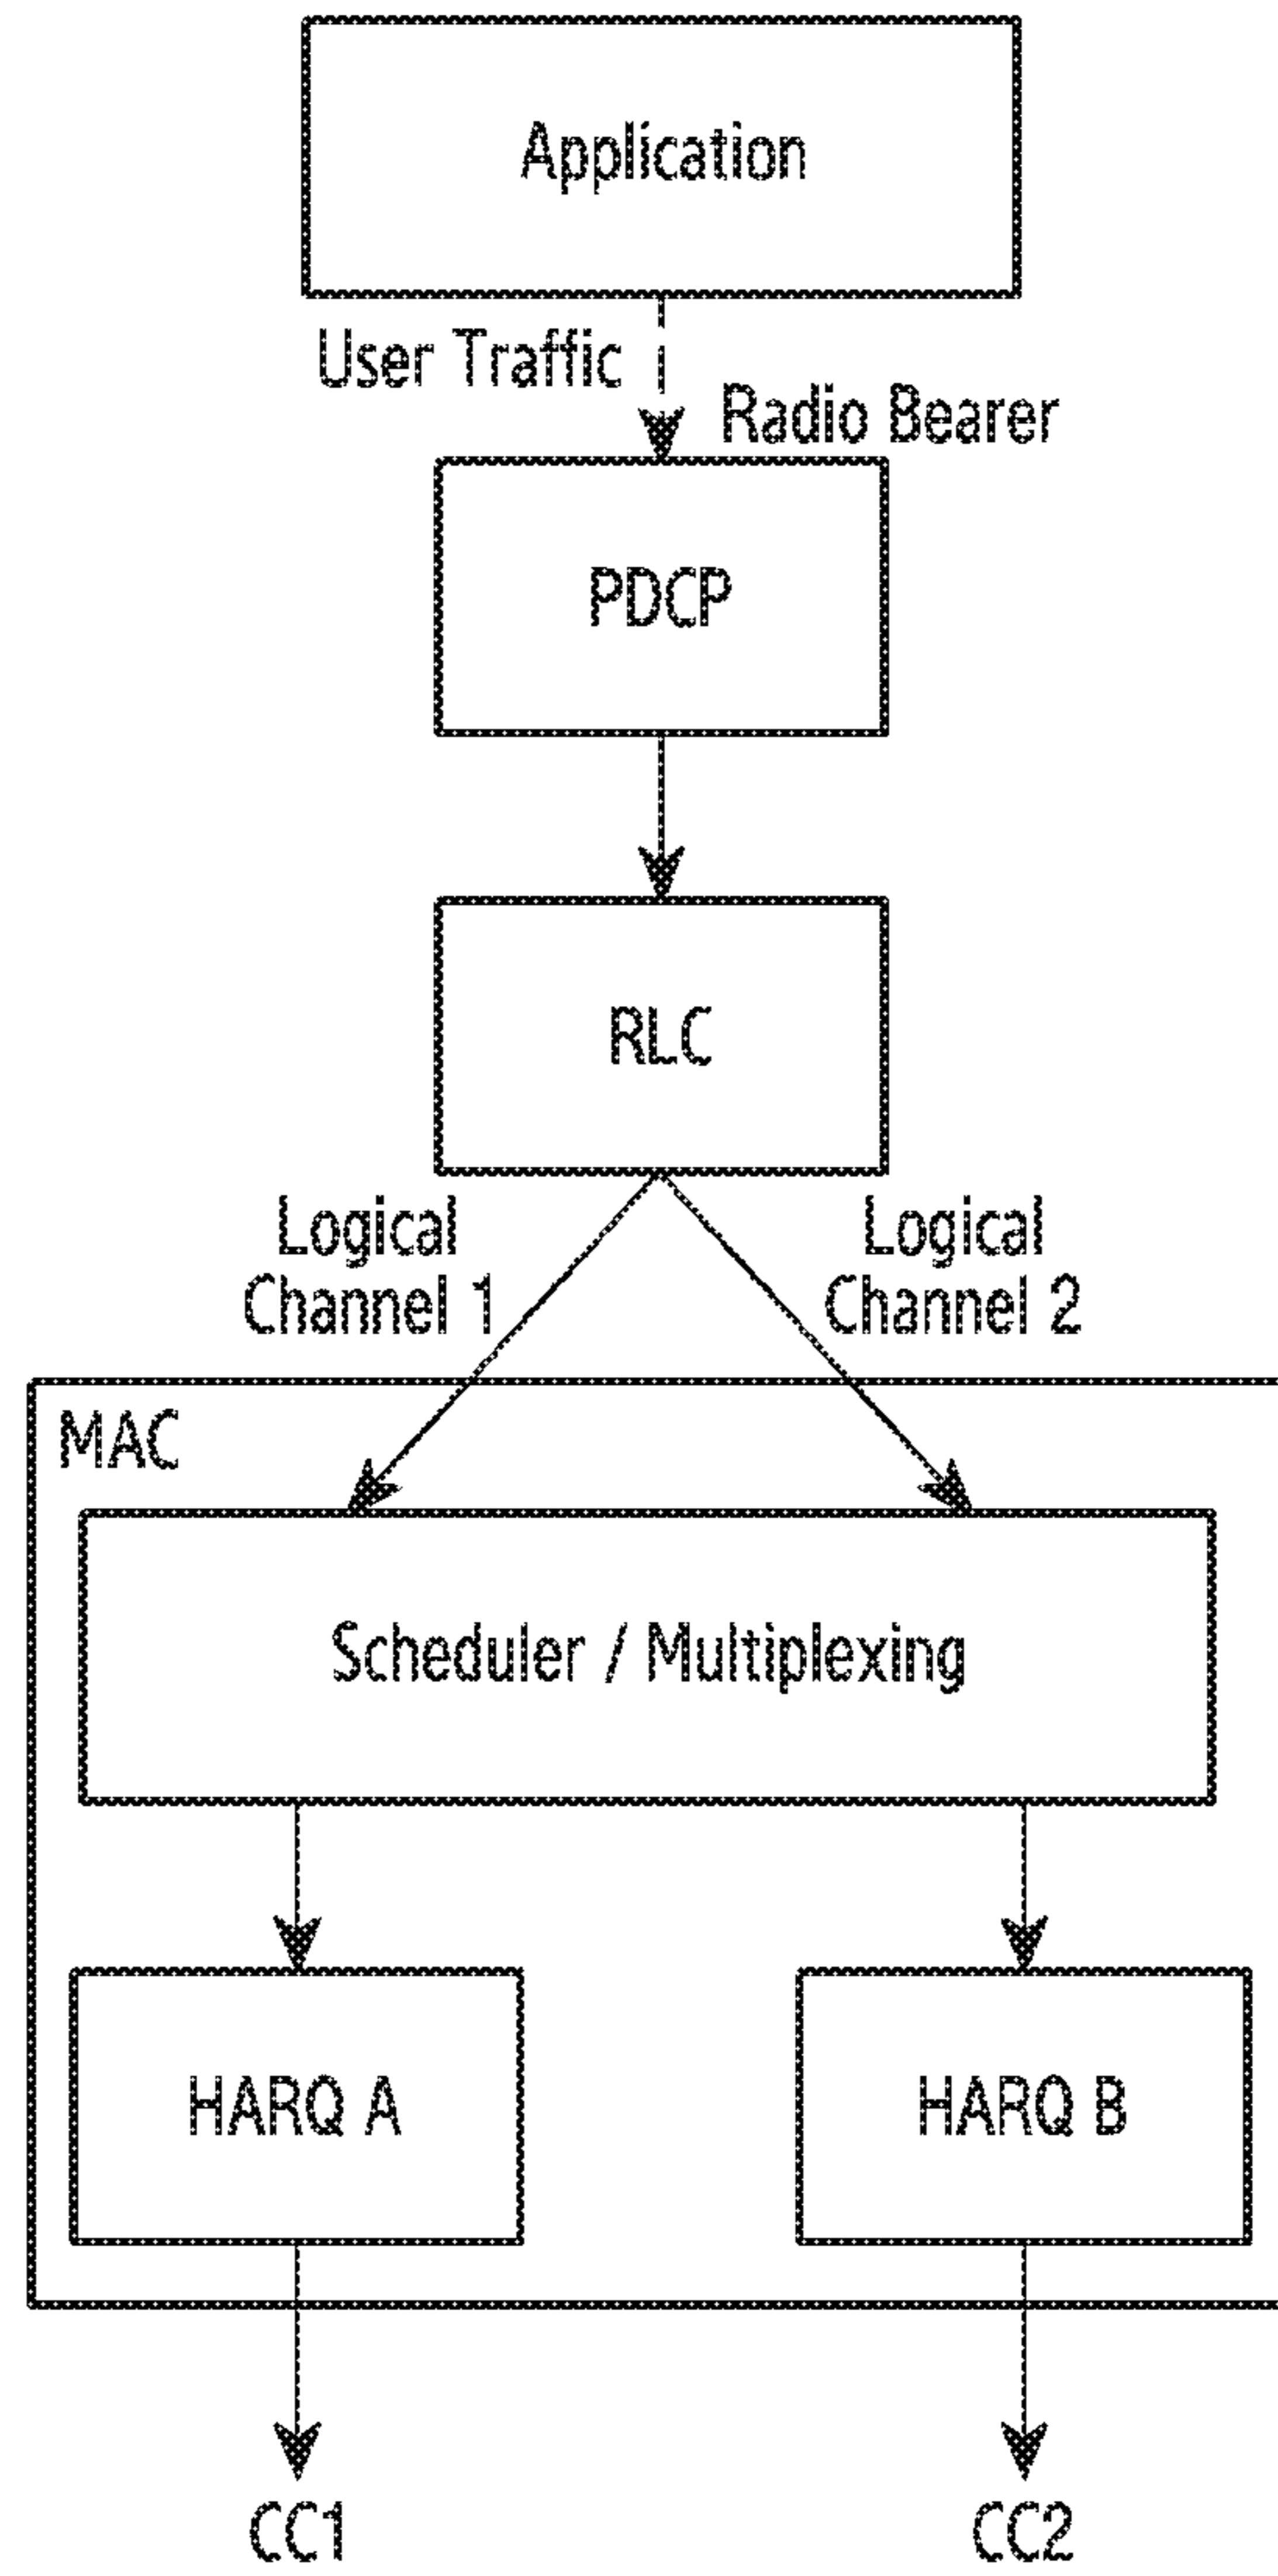 Application
User Traffic
Radio Bearer
PDCP
RLC
Logical
Channel 1
Logical
Channel 2
MAC
Scheduler / Multiplexing
HARQ A
HARQ B
CC1
CC2